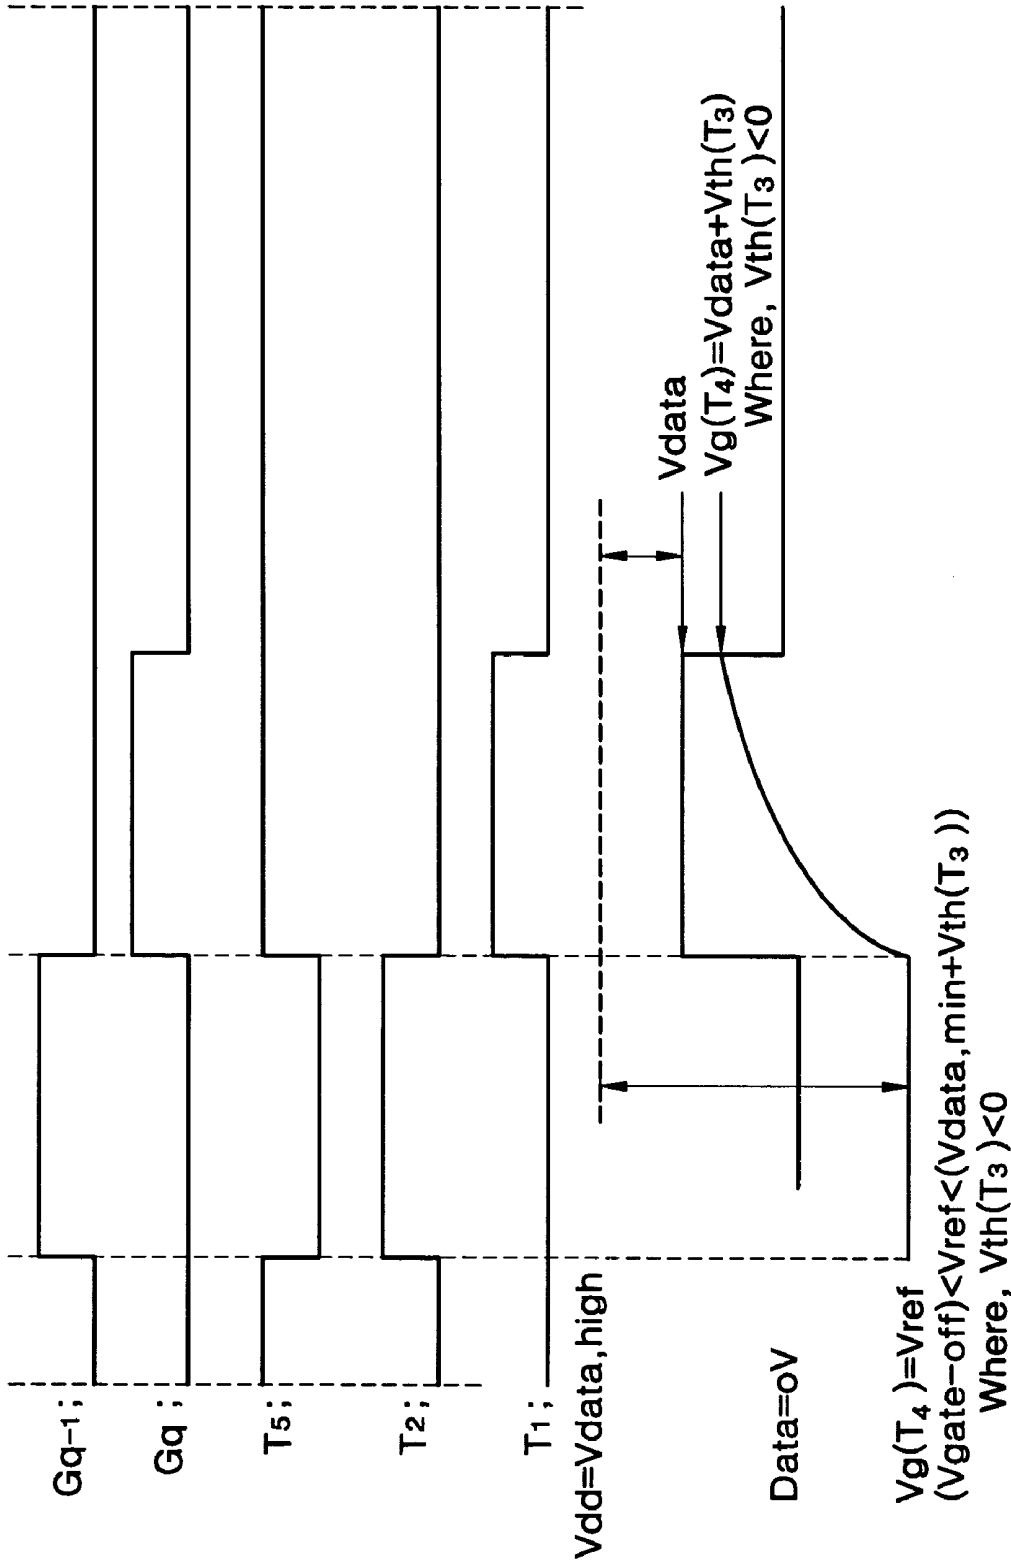 Gq-1;
Gq;
T5;
T2;
T1;
Vdd=Vdata,high
Vdata
Vg(T4)=Vdata+Vth(T3)
Where, Vth(T3)<0
Data=oV
Vg(T4)=Vref
(Vgate-off)<Vref<(Vdata,min+Vth(T3))
Where, Vth(T3)<0